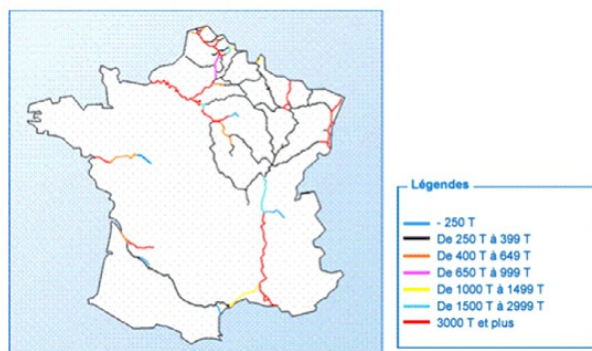 Légendes
- 250 T
De 250 T à 399 T
De 400 T à 649 T
De 650 T à 999 T
De 1000 T à 1499 T
De 1500 T à 2999 T
3000 T et plus